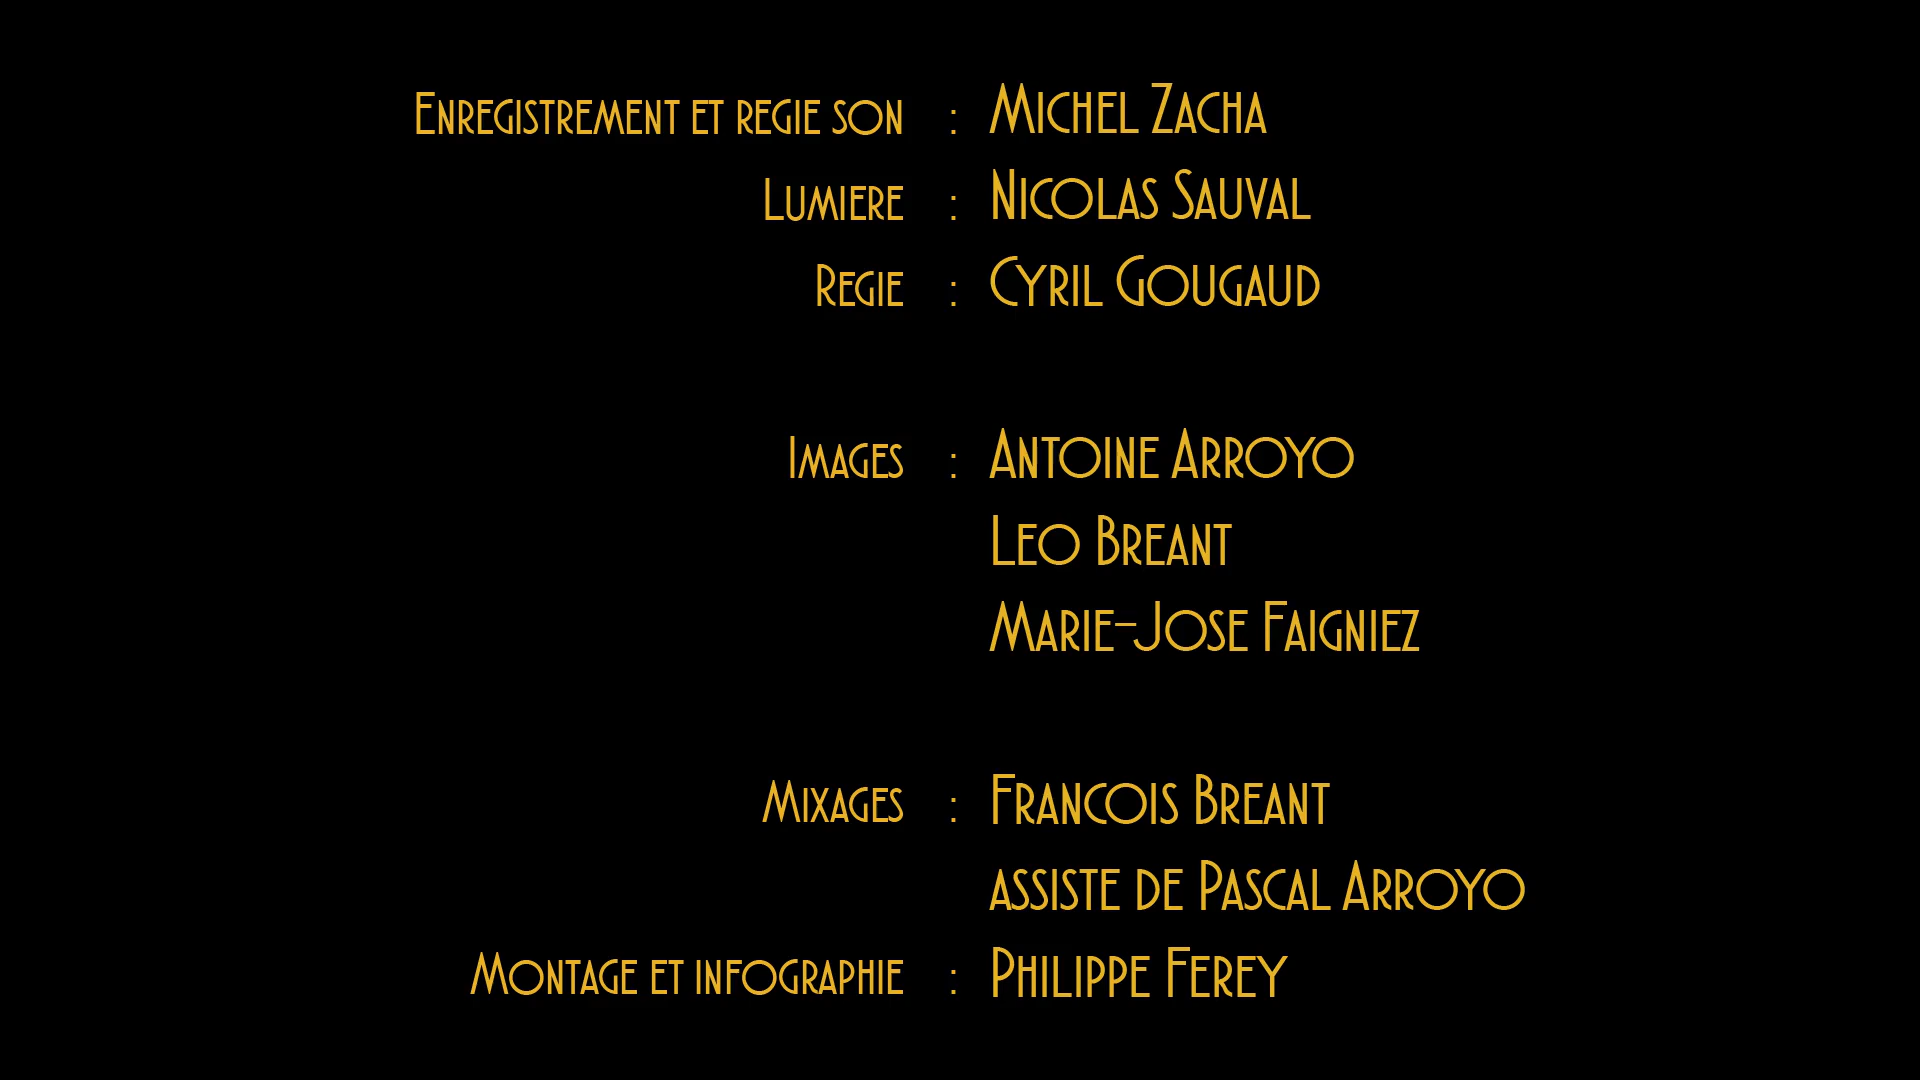 Enregistrement et regie son : Michel Zacha
Lumiere : Nicolas Sauval
Regie : Cyril Gougaud
Images : Antoine Arroyo
Leo Breant
Marie-Jose Faigniez
Mixages : Francois Breant
assiste de Pascal Arroyo
Montage et infographie : Philippe Ferey